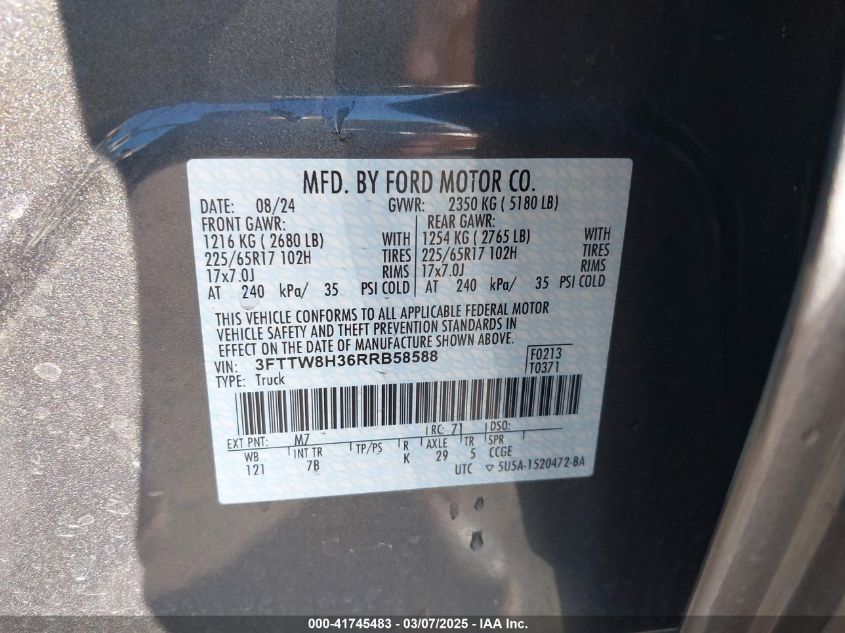 MFD. BY FORD MOTOR CO.
DATE: 08/24 GVWR: 2350 KG ( 5180 LB)
FRONT GAWR: REAR GAWR:
1216 KG ( 2680 LB) WITH 1254 KG ( 2765 LB) WITH
225/65R17 102H TIRES 225/65R17 102H TIRES
17x7.0J RIMS 17x7.0J RIMS
AT 240 kPa/ 35 PSI COLD AT 240 kPa/ 35 PSI COLD
THIS VEHICLE CONFORMS TO ALL APPLICABLE FEDERAL MOTOR
VEHICLE SAFETY AND THEFT PREVENTION STANDARDS IN
EFFECT ON THE DATE OF MANUFACTURE SHOWN ABOVE.
VIN: 3FTTW8H36RRB58588 F0213
TYPE: Truck T0371
EXT PNT: M7 RC: 71 DSO:
WB INT TR TP/PS R AXLE TR SPR
121 7B K 29 5 CCGE
UTC ▽ 5U5A-1520472-BA
000-41745483 - 03/07/2025 - IAA Inc.